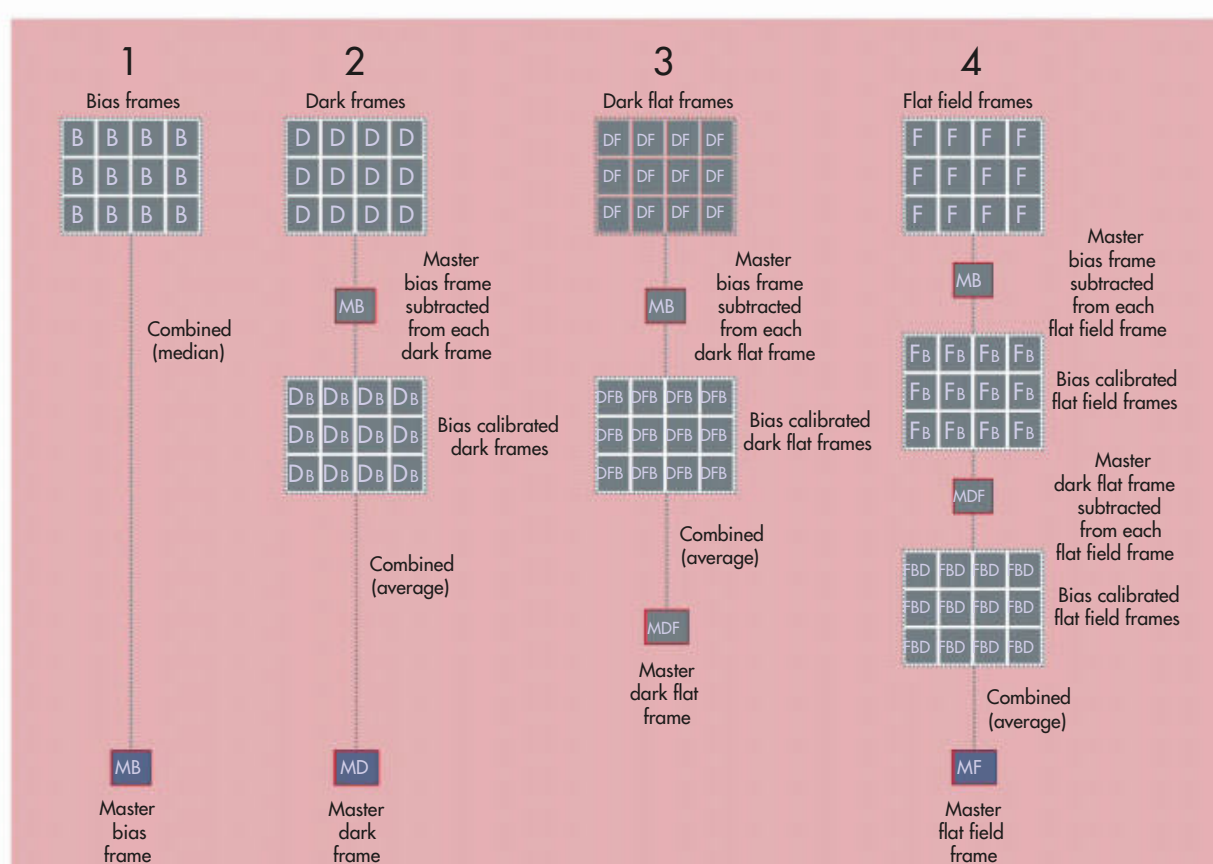 1
Bias frames
B B B B
B B B B
B B B B
Combined
(median)
MB
Master
bias
frame
2
Dark frames
D D D D
D D D D
D D D D
MB
Master
bias frame
subtracted
from each
dark frame
DB DB DB DB
DB DB DB DB
DB DB DB DB
Bias calibrated
dark frames
Combined
(average)
MD
Master
dark
frame
3
Dark flat frames
DF DF DF DF
DF DF DF DF
DF DF DF DF
MB
Master
bias frame
subtracted
from each
dark flat frame
DFB DFB DFB DFB
DFB DFB DFB DFB
DFB DFB DFB DFB
Bias calibrated
dark flat frames
Combined
(average)
MDF
Master
dark flat
frame
4
Flat field frames
F F F F
F F F F
F F F F
MB
Master
bias frame
subtracted
from each
flat field frame
FB FB FB FB
FB FB FB FB
FB FB FB FB
Bias calibrated
flat field frames
MDF
Master
dark flat frame
subtracted
from each
flat field frame
FBD FBD FBD FBD
FBD FBD FBD FBD
FBD FBD FBD FBD
Bias calibrated
flat field frames
Combined
(average)
MF
Master
flat field
frame